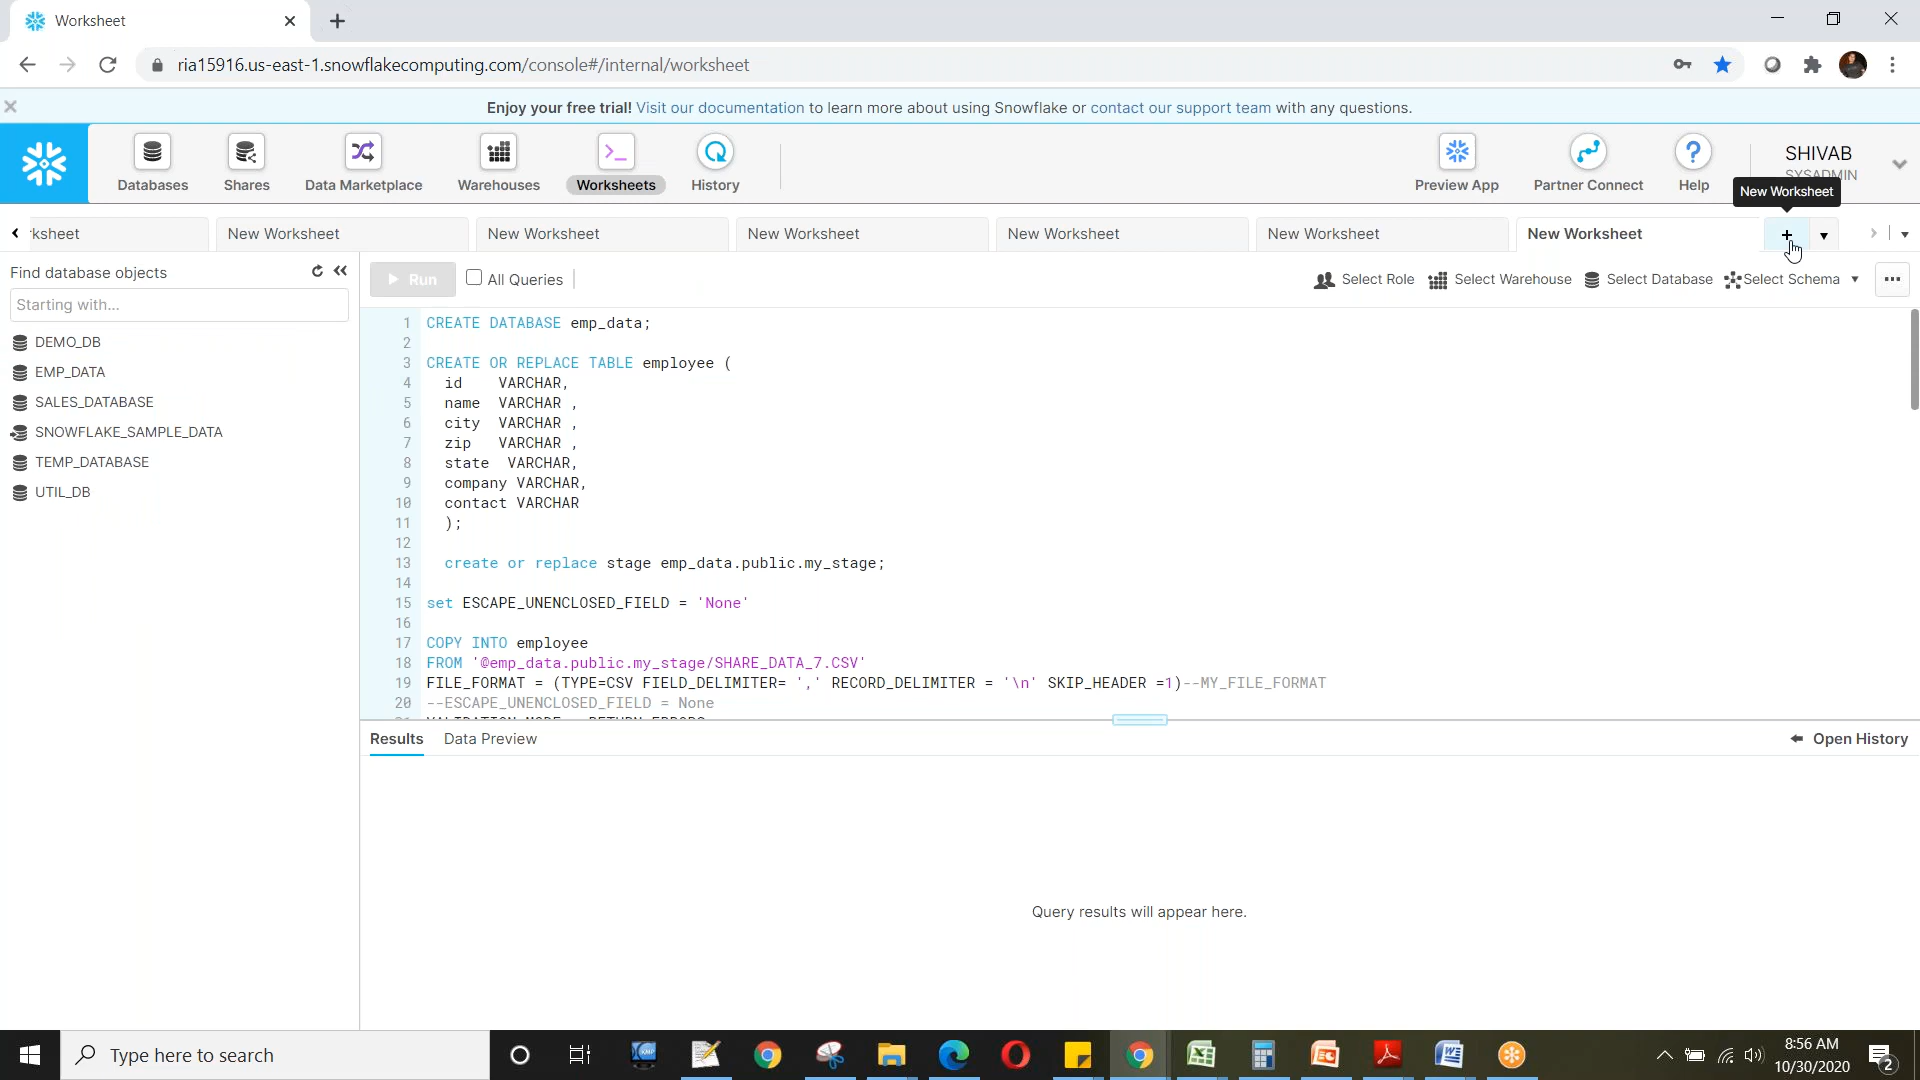 Worksheet
ria15916.us-east-1.snowflakecomputing.com/console#/internal/worksheet
Enjoy your free trial! Visit our documentation to learn more about using Snowflake or contact our support team with any questions.
Databases
Shares
Data Marketplace
Warehouses
Worksheets
History
Preview App
Partner Connect
Help
SHIVAB
SYSADMIN
New Worksheet
ksheet
New Worksheet
New Worksheet
New Worksheet
New Worksheet
New Worksheet
New Worksheet
Find database objects
Starting with...
DEMO_DB
EMP_DATA
SALES_DATABASE
SNOWFLAKE_SAMPLE_DATA
TEMP_DATABASE
UTIL_DB
Run
All Queries
Select Role
Select Warehouse
Select Database
Select Schema
1 CREATE DATABASE emp_data;
2
3 CREATE OR REPLACE TABLE employee (
4 id VARCHAR,
5 name VARCHAR ,
6 city VARCHAR ,
7 zip VARCHAR ,
8 state VARCHAR,
9 company VARCHAR,
10 contact VARCHAR
11 );
12
13 create or replace stage emp_data.public.my_stage;
14
15 set ESCAPE_UNENCLOSED_FIELD = 'None'
16
17 COPY INTO employee
18 FROM '@emp_data.public.my_stage/SHARE_DATA_7.CSV'
19 FILE_FORMAT = (TYPE=CSV FIELD_DELIMITER= ',' RECORD_DELIMITER = '\n' SKIP_HEADER =1)--MY_FILE_FORMAT
20 --ESCAPE_UNENCLOSED_FIELD = None
Results
Data Preview
Open History
Query results will appear here.
Type here to search
8:56 AM
10/30/2020
2